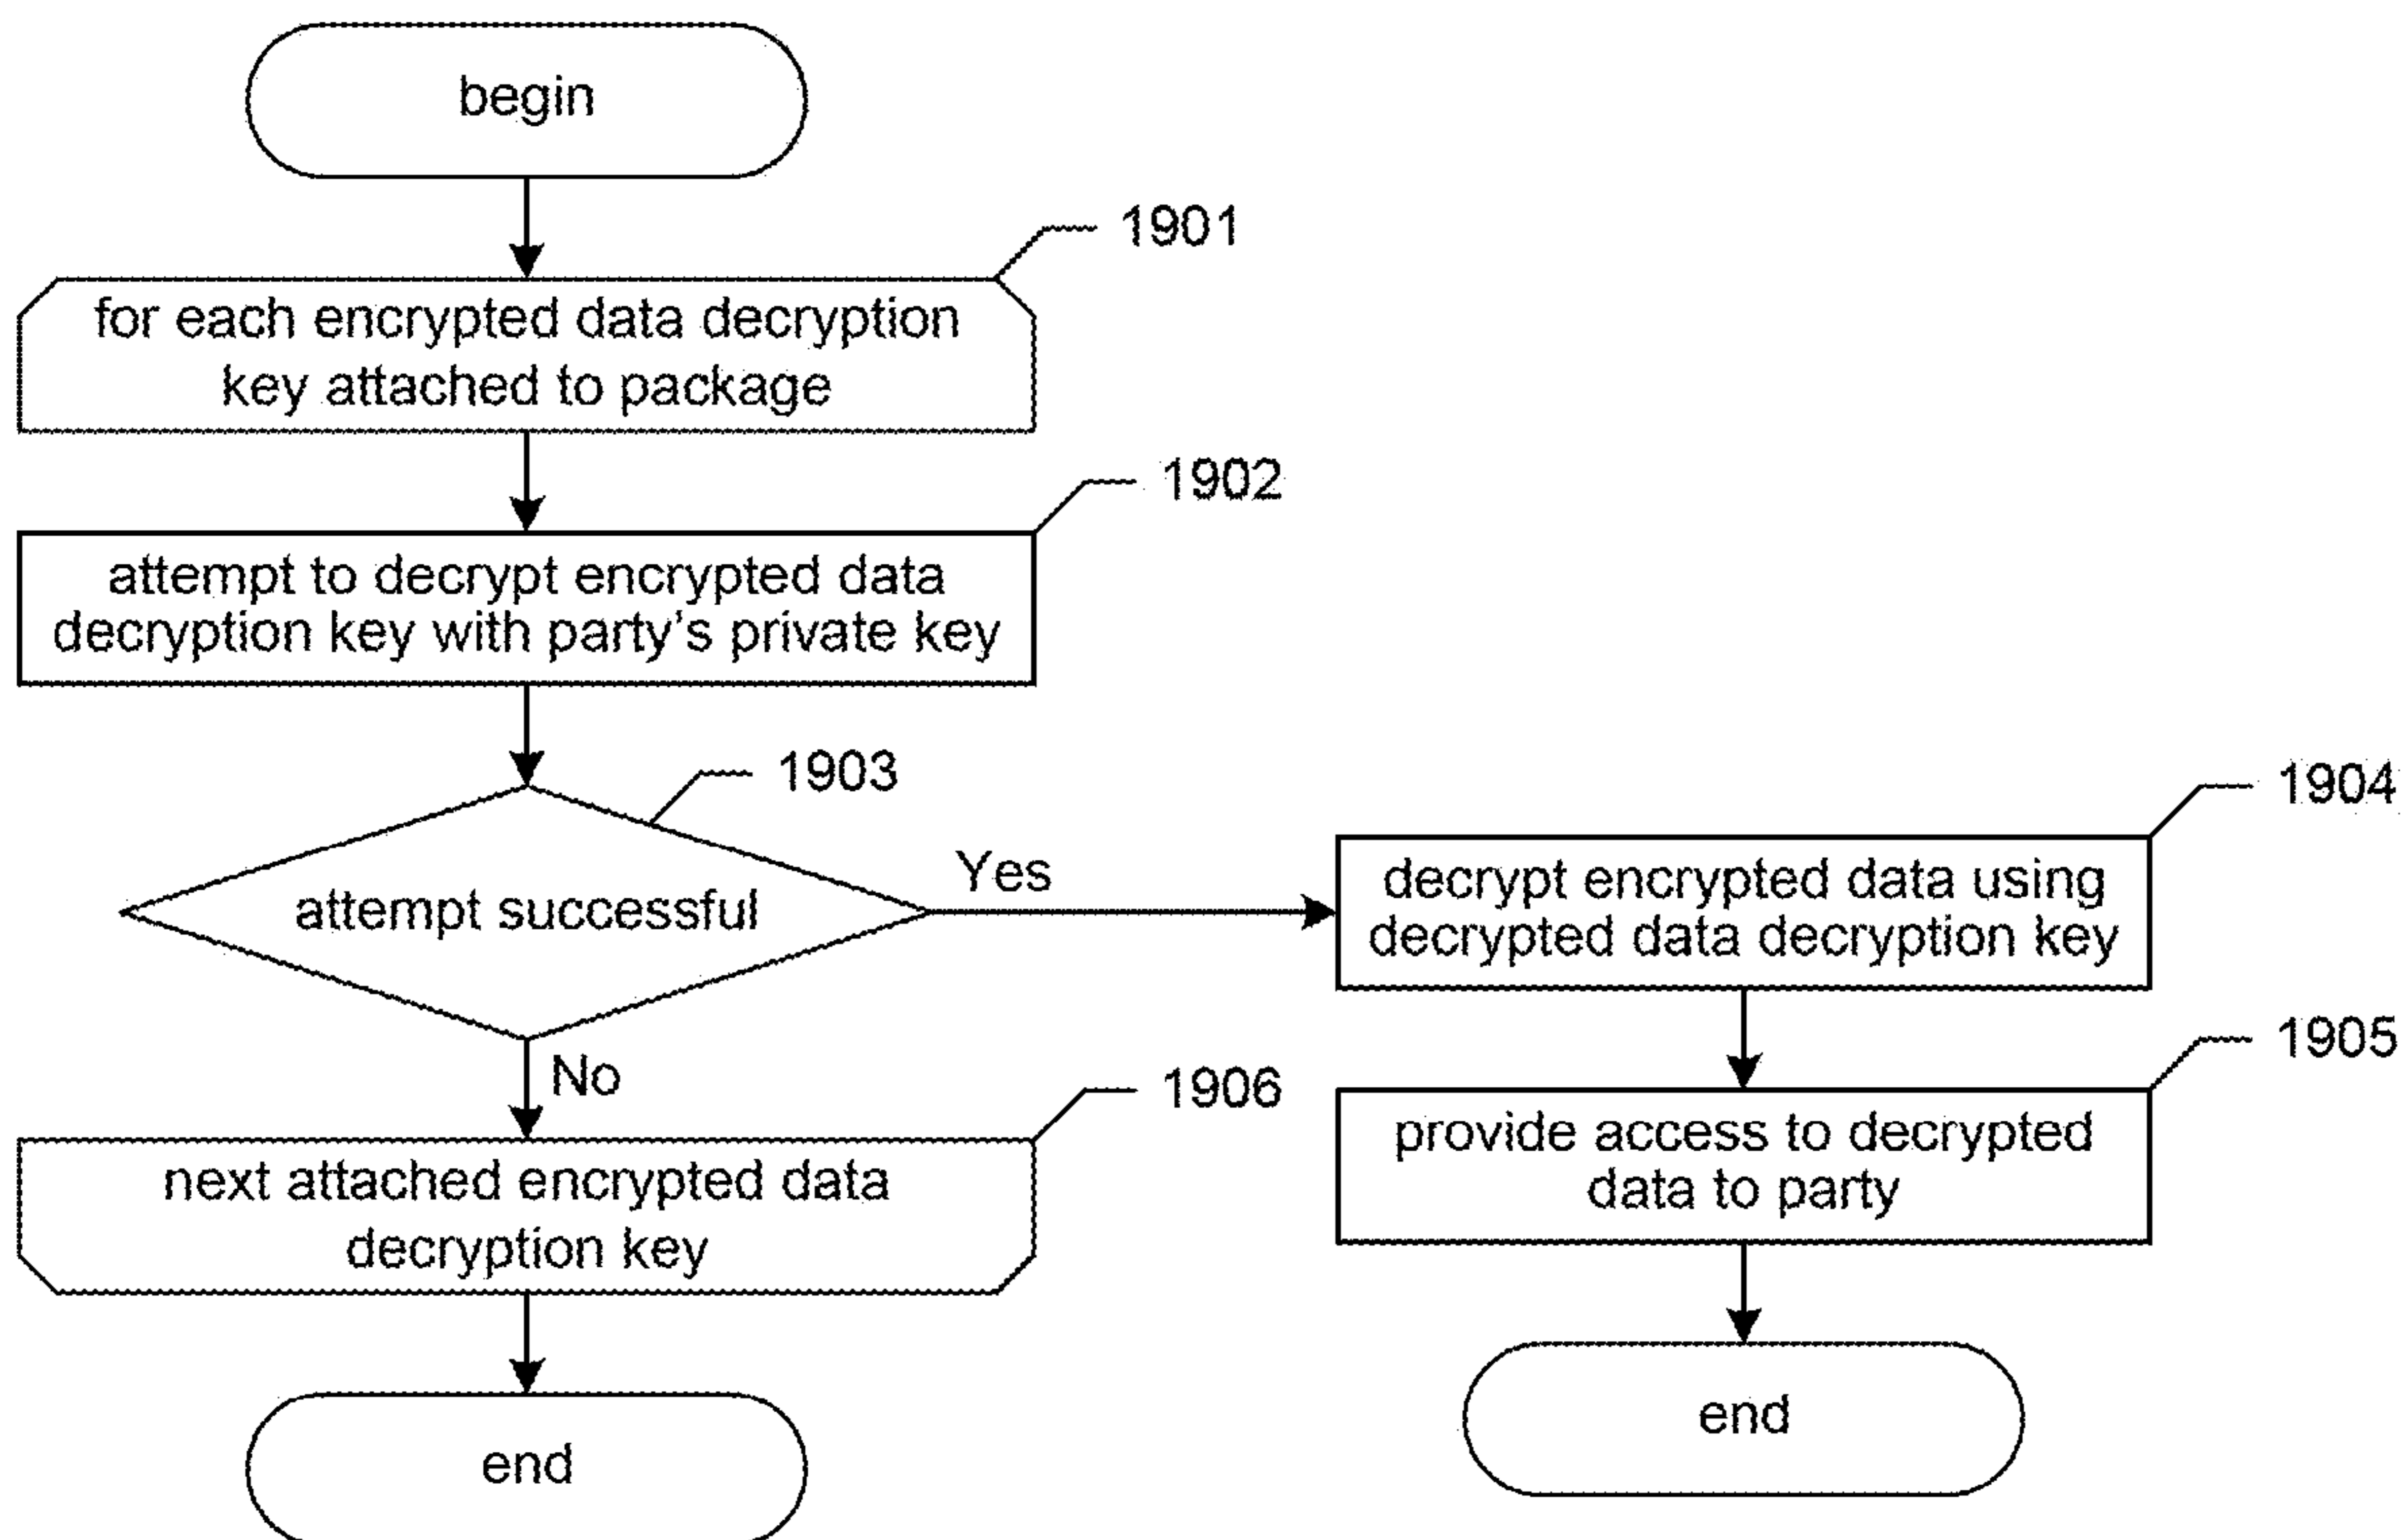 begin
1901
for each encrypted data decryption
key attached to package
1902
attempt to decrypt encrypted data
decryption key with party's private key
1903
attempt successful
Yes
1904
decrypt encrypted data using
decrypted data decryption key
No
1905
provide access to decrypted
data to party
1906
next attached encrypted data
decryption key
end
end